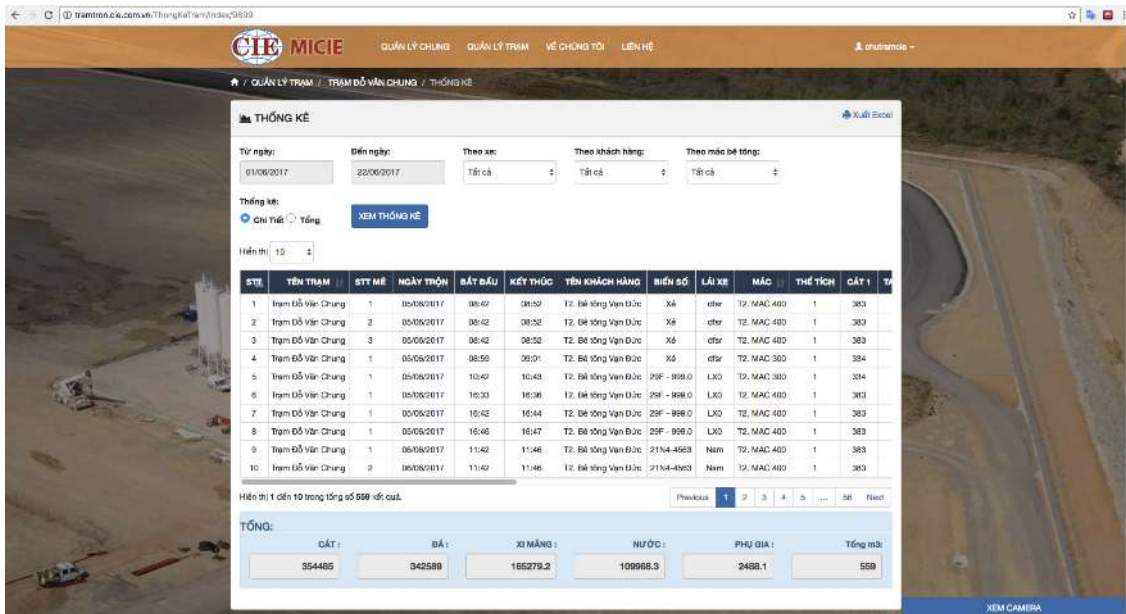 tramtron.cie.com.vn/ThongKeTram/Index/9899
CIE MICIE QUẢN LÝ CHUNG QUẢN LÝ TRẠM VỀ CHÚNG TÔI LIÊN HỆ chutramcie
/ QUẢN LÝ TRẠM / TRẠM ĐỖ VĂN CHUNG / THỐNG KÊ
THỐNG KÊ Xuất Excel
Từ ngày: Đến ngày: Theo xe: Theo khách hàng: Theo mác bê tông:
01/06/2017 22/06/2017 Tất cả Tất cả Tất cả
Thống kê:
Chi Tiết Tổng XEM THỐNG KÊ
Hiển thị 10
STT TÊN TRẠM STT MẺ NGÀY TRỘN BẮT ĐẦU KẾT THÚC TÊN KHÁCH HÀNG BIỂN SỐ LÁI XE MÁC THỂ TÍCH CÁT 1
1 Trạm Đỗ Văn Chung 1 05/06/2017 08:42 08:52 T2. Bê tông Vạn Đức Xê T2. MAC 400 1 383
2 Trạm Đỗ Văn Chung 2 05/06/2017 08:42 08:52 T2. Bê tông Vạn Đức Xê T2. MAC 400 1 383
3 Trạm Đỗ Văn Chung 3 05/06/2017 08:42 08:52 T2. Bê tông Vạn Đức Xê T2. MAC 400 1 383
4 Trạm Đỗ Văn Chung 1 05/06/2017 08:59 09:01 T2. Bê tông Vạn Đức Xê T2. MAC 300 1 334
5 Trạm Đỗ Văn Chung 1 05/06/2017 10:42 10:43 T2. Bê tông Vạn Đức 29F - 999.0 LX0 T2. MAC 300 1 334
6 Trạm Đỗ Văn Chung 1 05/06/2017 16:33 16:36 T2. Bê tông Vạn Đức 29F - 999.0 LX0 T2. MAC 400 1 383
7 Trạm Đỗ Văn Chung 1 05/06/2017 16:42 16:44 T2. Bê tông Vạn Đức 29F - 999.0 LX0 T2. MAC 400 1 383
8 Trạm Đỗ Văn Chung 1 05/06/2017 16:46 16:47 T2. Bê tông Vạn Đức 29F - 999.0 LX0 T2. MAC 400 1 383
9 Trạm Đỗ Văn Chung 1 06/06/2017 11:42 11:46 T2. Bê tông Vạn Đức 21N4-4563 Nam T2. MAC 400 1 383
10 Trạm Đỗ Văn Chung 2 06/06/2017 11:42 11:46 T2. Bê tông Vạn Đức 21N4-4563 Nam T2. MAC 400 1 383
Hiển thị 1 đến 10 trong tổng số 559 kết quả. Previous 1 2 3 4 5 ... 56 Next
TỔNG:
CÁT : ĐÁ : XI MĂNG : NƯỚC : PHỤ GIA : Tổng m3:
354485 342589 165279.2 109968.3 2488.1 559
XEM CAMERA